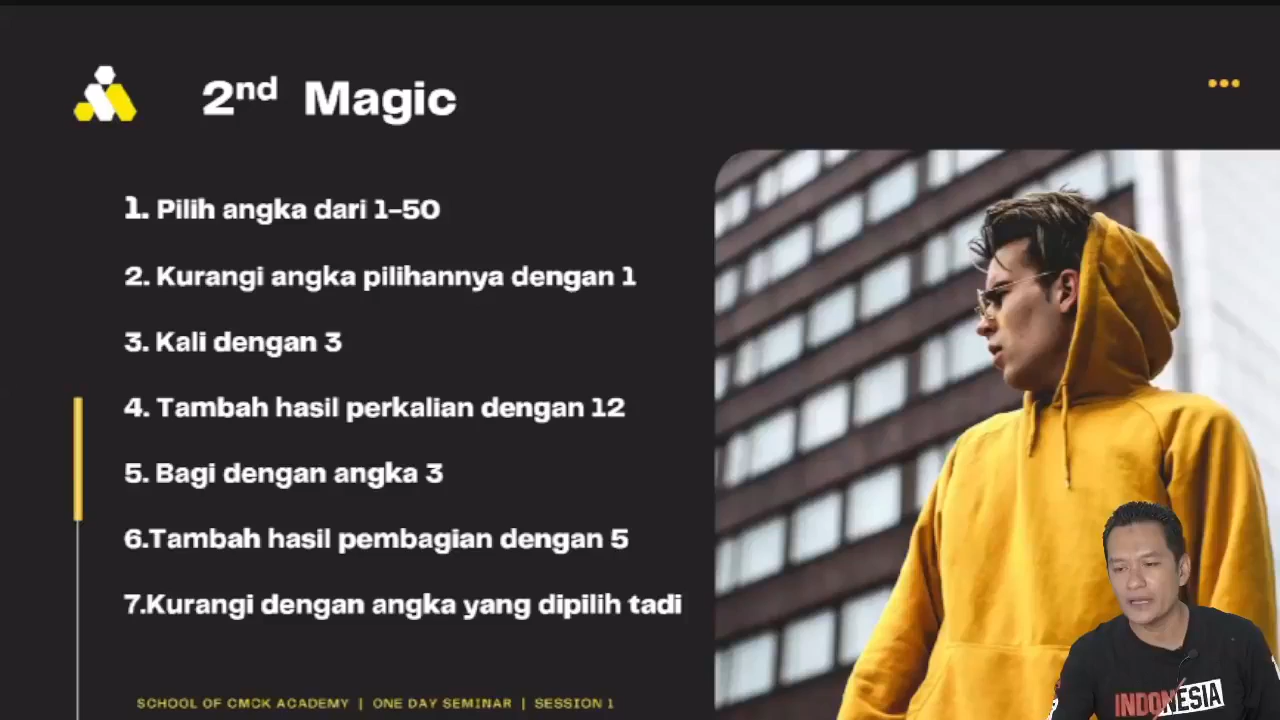 2nd Magic
1. Pilih angka dari 1-50
2. Kurangi angka pilihannya dengan 1
3. Kali dengan 3
4. Tambah hasil perkalian dengan 12
5. Bagi dengan angka 3
6.Tambah hasil pembagian dengan 5
7.Kurangi dengan angka yang dipilih tadi
SCHOOL OF CMCK ACADEMY | ONE DAY SEMINAR | SESSION 1
INDONESIA